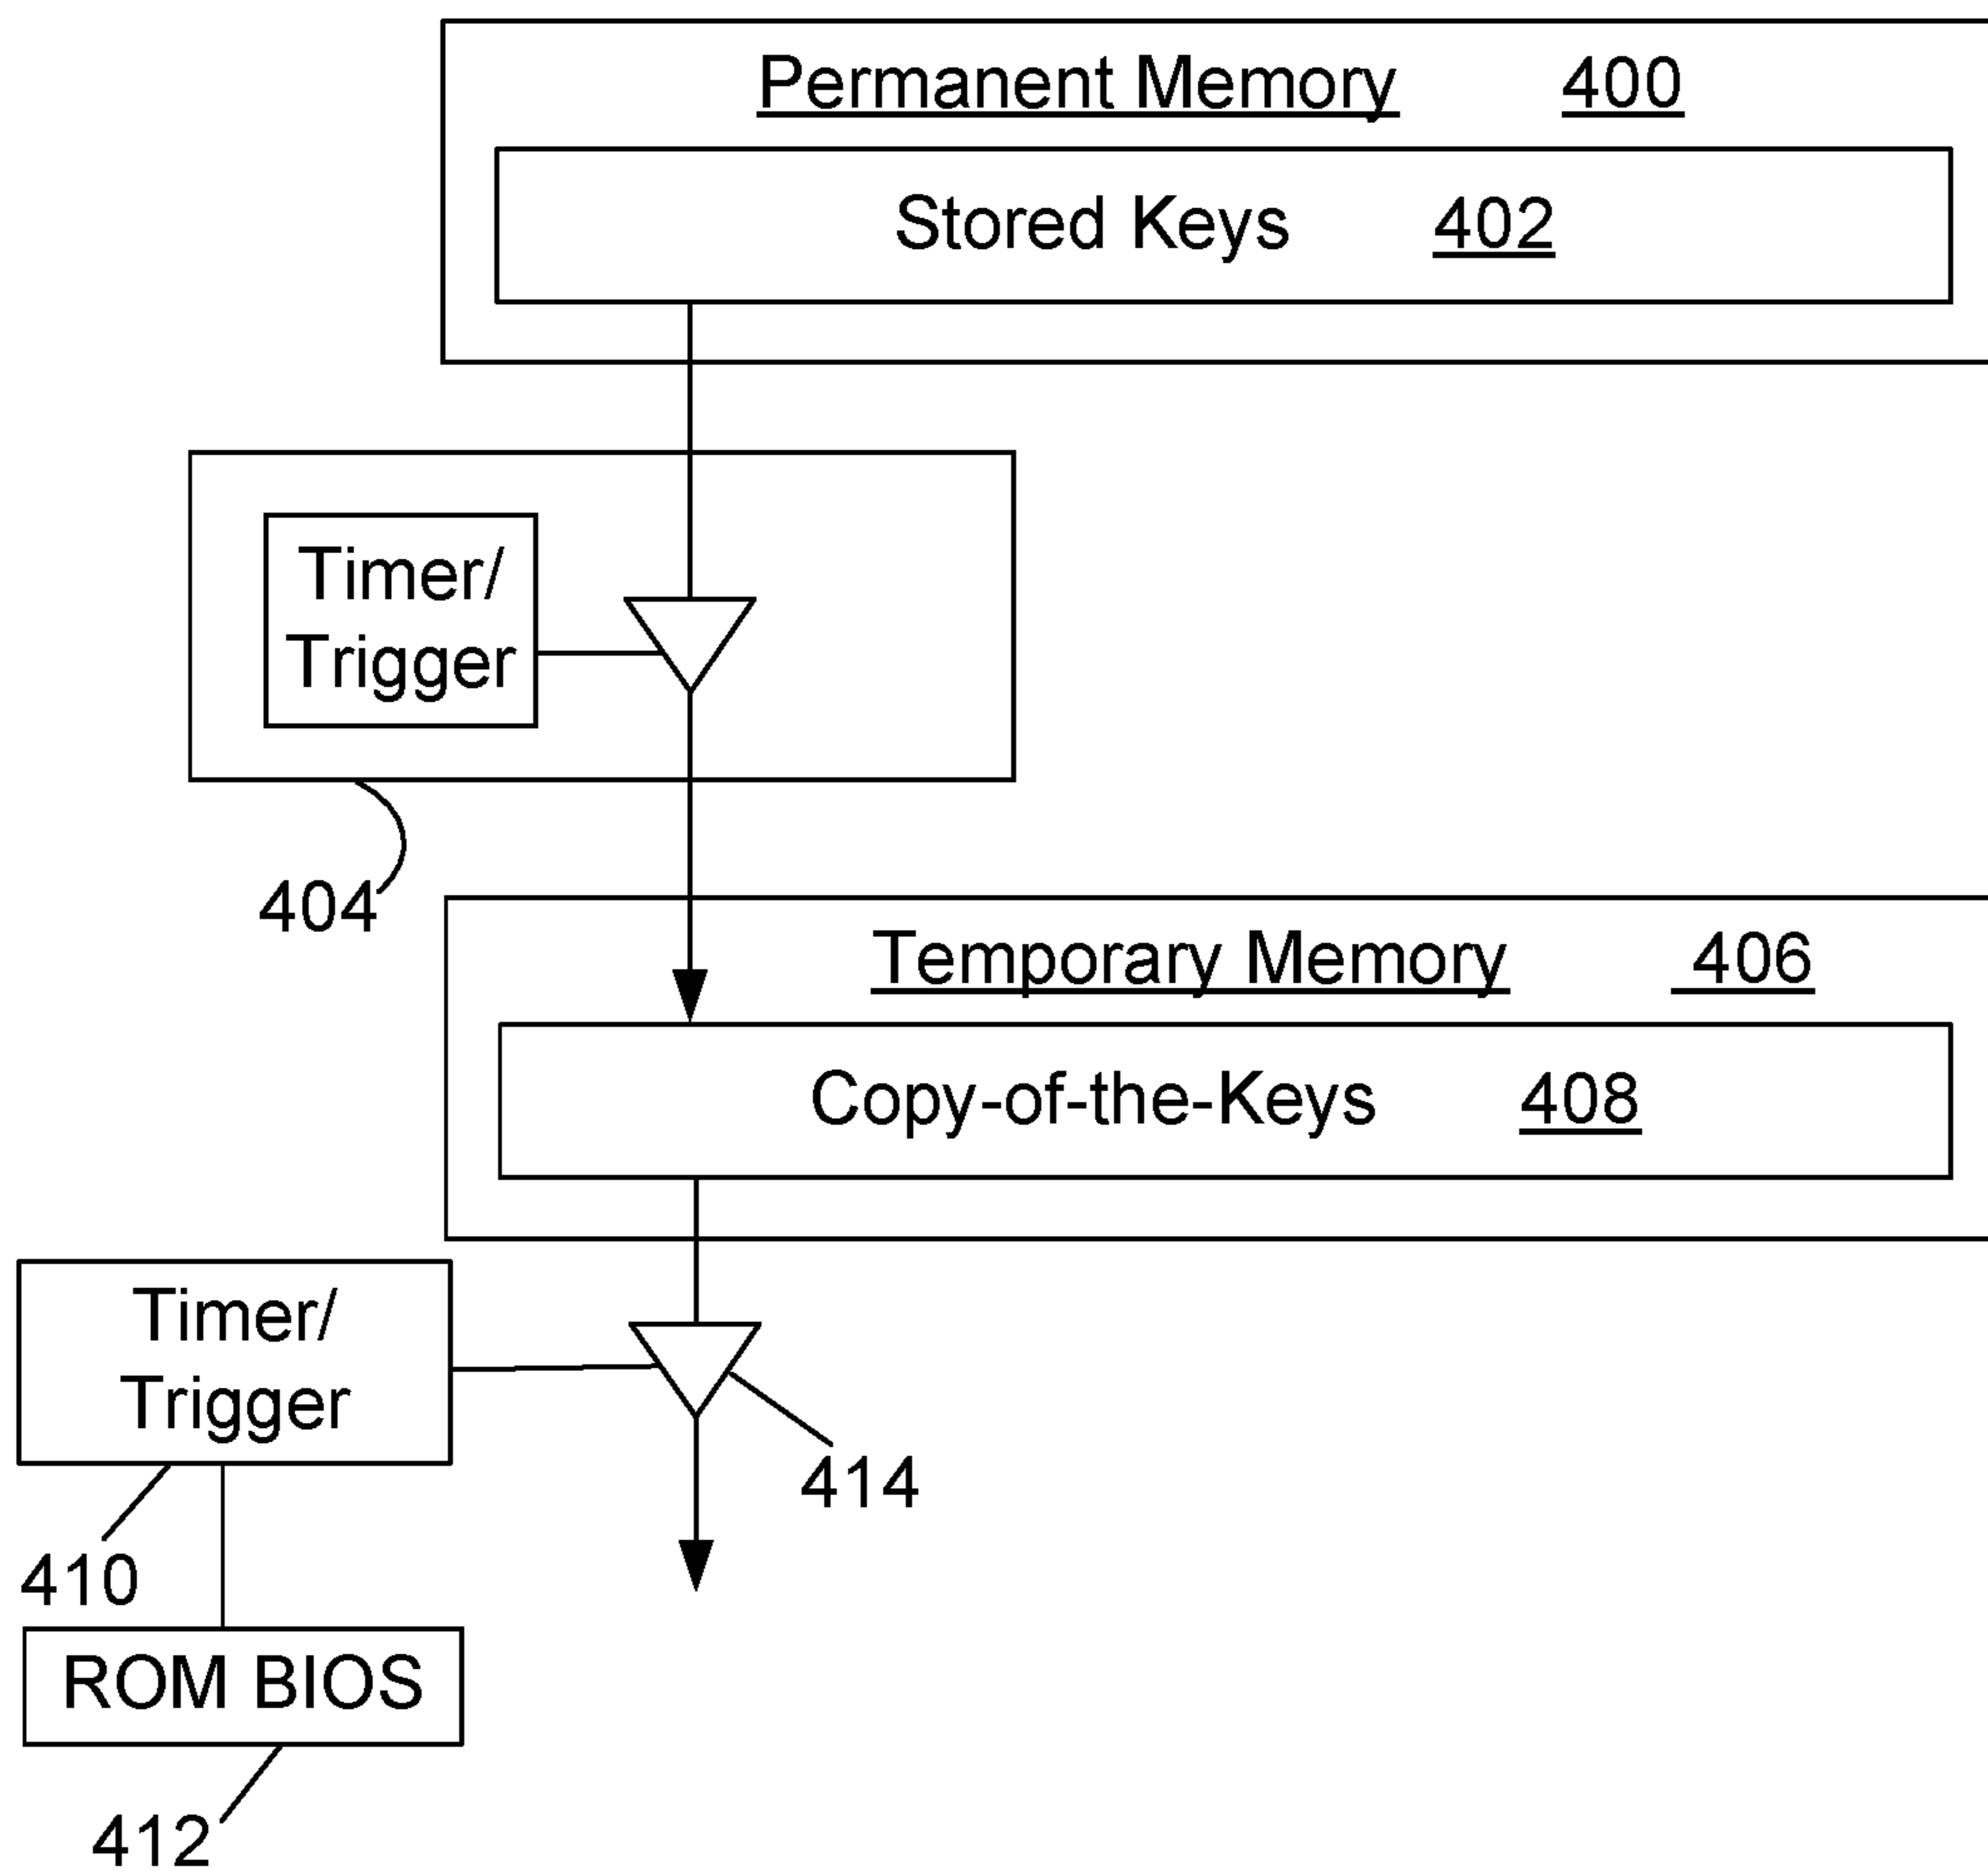 Permanent Memory 400
Stored Keys 402
Timer/
Trigger
404
Temporary Memory 406
Copy-of-the-Keys 408
Timer/
Trigger
414
410
ROM BIOS
412